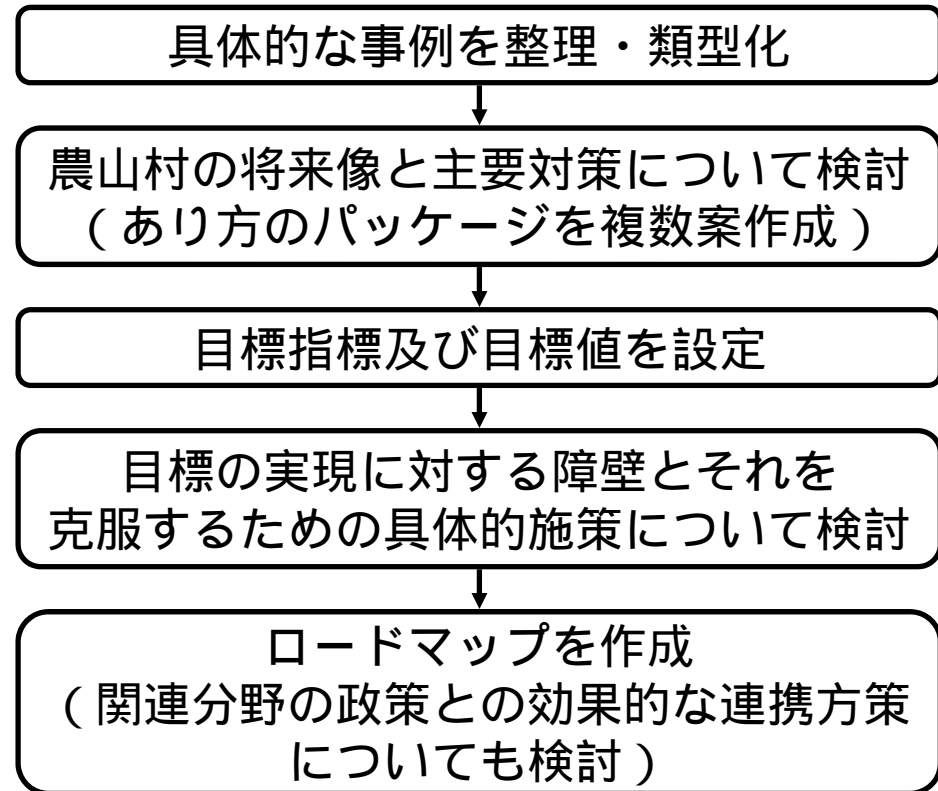 具体的な事例を整理・類型化
農山村の将来像と主要対策について検討
（あり方のパッケージを複数案作成）
目標指標及び目標値を設定
目標の実現に対する障壁とそれを
克服するための具体的施策について検討
ロードマップを作成
（関連分野の政策との効果的な連携方策
についても検討）